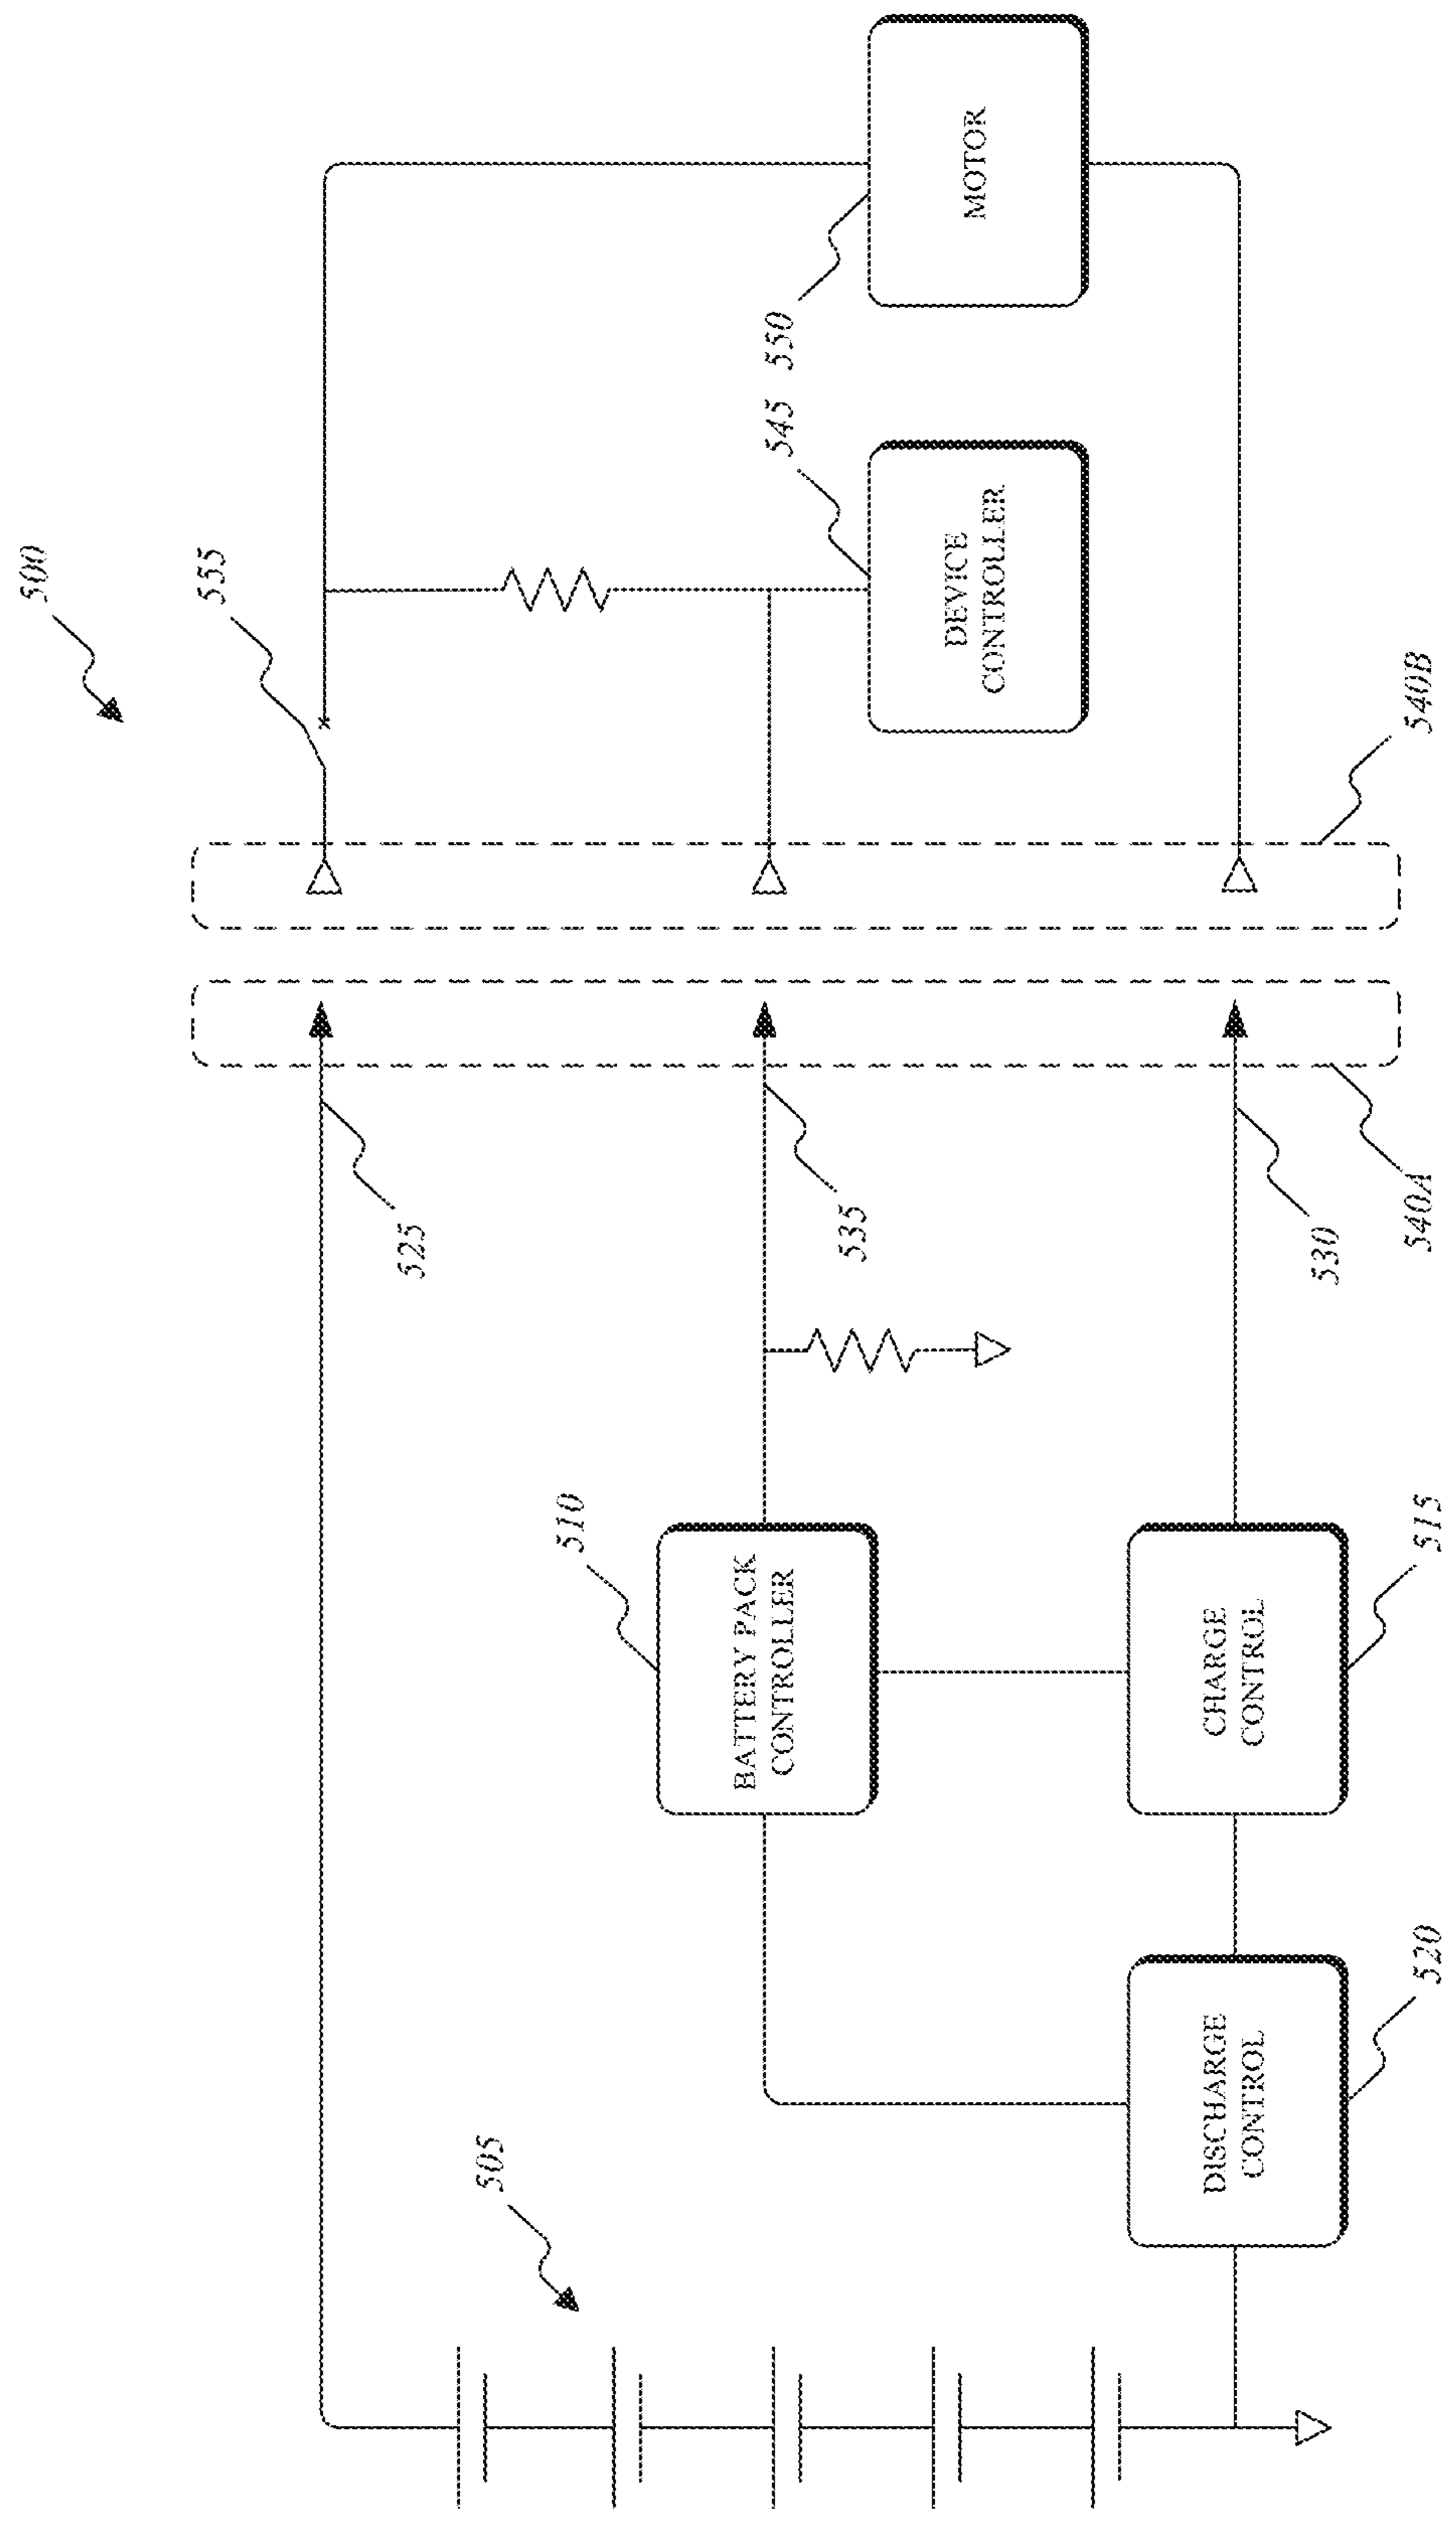 500
505
525
510
BATTERY PACK
CONTROLLER
535
DISCHARGE
CONTROL
520
CHARGE
CONTROL
515
530
540A
540B
555
545
DEVICE
CONTROLLER
550
MOTOR